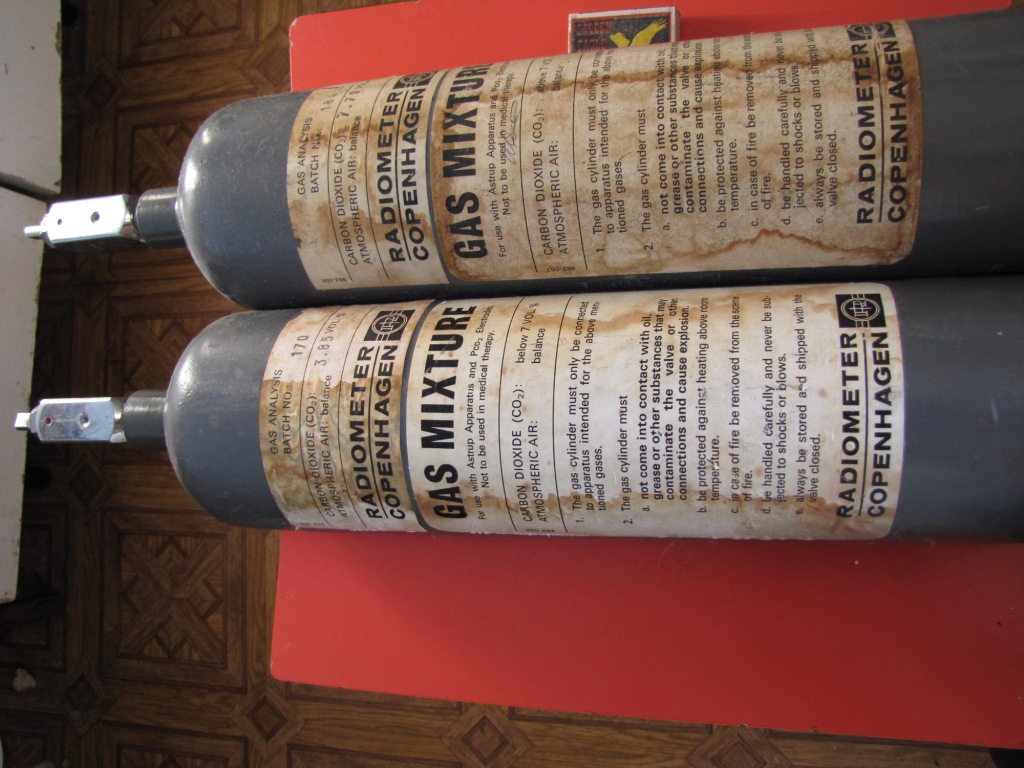 GAS ANALYSIS
BATCH NO.:
CARBON DIOXIDE (CO₂): 7.7
ATMOSPHERIC AIR: balance
RADIOMETER
COPENHAGEN
GAS MIXTURE
For use with Astrup Apparatus and Pco₂
Not to be used in medical therapy
CARBON DIOXIDE (CO₂): above 7
ATMOSPHERIC AIR: balance
1. The gas cylinder must only be
to apparatus intended for the above
tioned gases.
2. The gas cylinder must
a. not come into contact with oil,
grease or other substances that
contaminate the valve or
connections and cause explosion.
b. be protected against heating above
temperature.
c. in case of fire be removed from
of fire.
d. be handled carefully and never
jected to shocks or blows.
e. always be stored and shipped
valve closed.
RADIOMETER
COPENHAGEN
GAS ANALYSIS
BATCH NO.: 170
CARBON DIOXIDE (CO₂): 3.85 VOL %
ATMOSPHERIC AIR: balance
RADIOMETER
COPENHAGEN
GAS MIXTURE
For use with Astrup Apparatus and Pco₂ Electrode.
Not to be used in medical therapy.
CARBON DIOXIDE (CO₂): below 7 VOL %
ATMOSPHERIC AIR: balance
1. The gas cylinder must only be connected
to apparatus intended for the above men-
tioned gases.
2. The gas cylinder must
a. not come into contact with oil,
grease or other substances that may
contaminate the valve or other
connections and cause explosion.
b. be protected against heating above room
temperature.
c. in case of fire be removed from the scene
of fire.
d. be handled carefully and never be sub-
jected to shocks or blows.
e. always be stored and shipped with the
valve closed.
RADIOMETER
COPENHAGEN